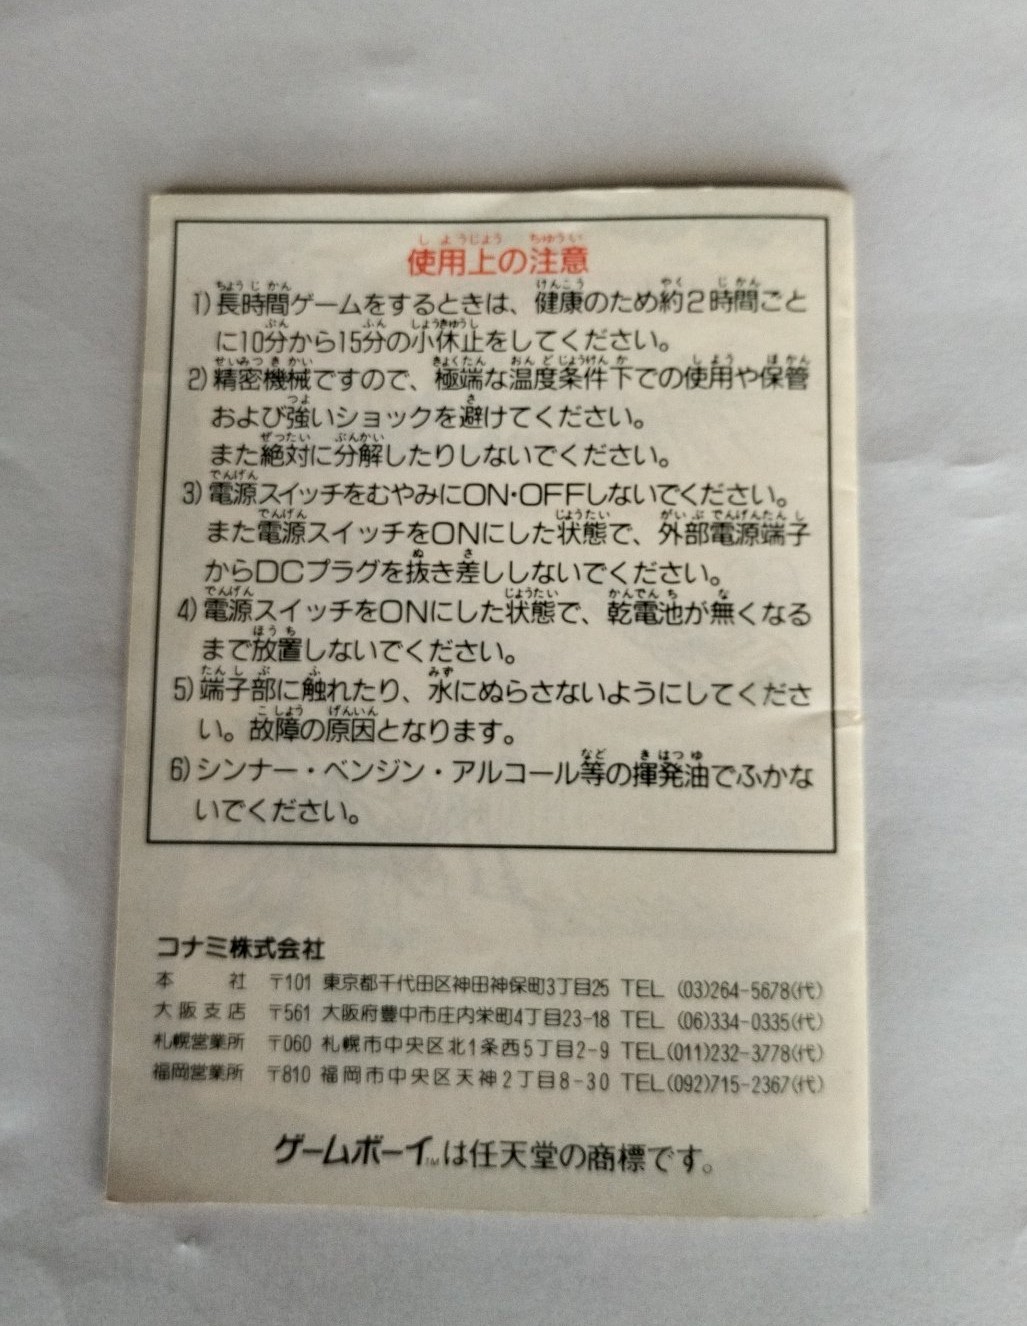 使用上の注意
1)長時間ゲームをするときは、健康のため約2時間ごと
に10分から15分の小休止をしてください。
2)精密機械ですので、極端な温度条件下での使用や保管
および強いショックを避けてください。
また絶対に分解したりしないでください。
3)電源スイッチをむやみにON・OFFしないでください。
また電源スイッチをONにした状態で、外部電源端子
からDCプラグを抜き差ししないでください。
4)電源スイッチをONにした状態で、乾電池が無くなる
まで放置しないでください。
5)端子部に触れたり、水にぬらさないようにしてくださ
い。故障の原因となります。
6)シンナー・ベンジン・アルコール等の揮発油でふかな
いでください。
コナミ株式会社
本　　社　〒101 東京都千代田区神田神保町3丁目25 TEL (03)264-5678(代)
大阪支店　〒561 大阪府豊中市庄内栄町4丁目23-18 TEL (06)334-0335(代)
札幌営業所　〒060 札幌市中央区北1条西5丁目2-9 TEL(011)232-3778(代)
福岡営業所　〒810 福岡市中央区天神2丁目8-30 TEL(092)715-2367(代)
ゲームボーイ™は任天堂の商標です。